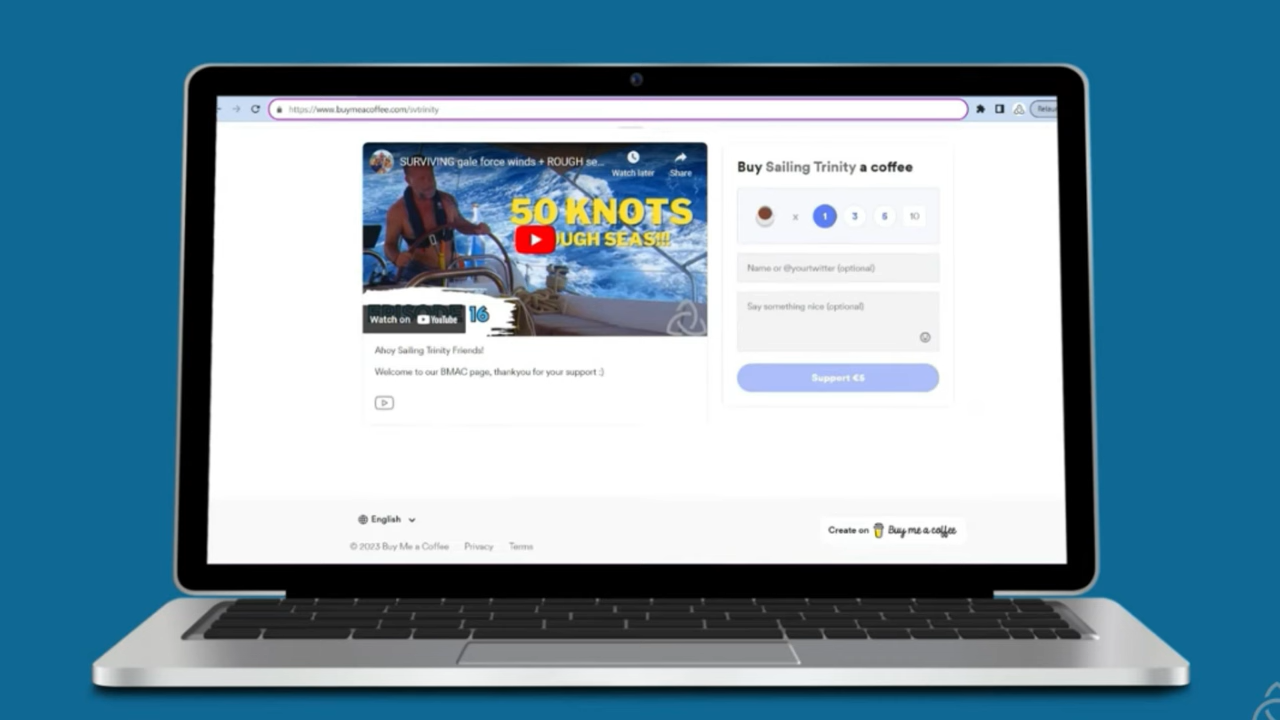 https://www.buymeacoffee.com/svtrinity
SURVIVING gale force winds + ROUGH se...
Watch later
Share
50 KNOTS
UGH SEAS!!!
16
Watch on YouTube
Ahoy Sailing Trinity Friends!
Welcome to our BMAC page, thankyou for your support :)
Buy Sailing Trinity a coffee
x 1 3 5 10
Name or @yourtwitter (optional)
Say something nice (optional)
Support €5
English
© 2023 Buy Me a Coffee Privacy Terms
Create on Buy me a coffee